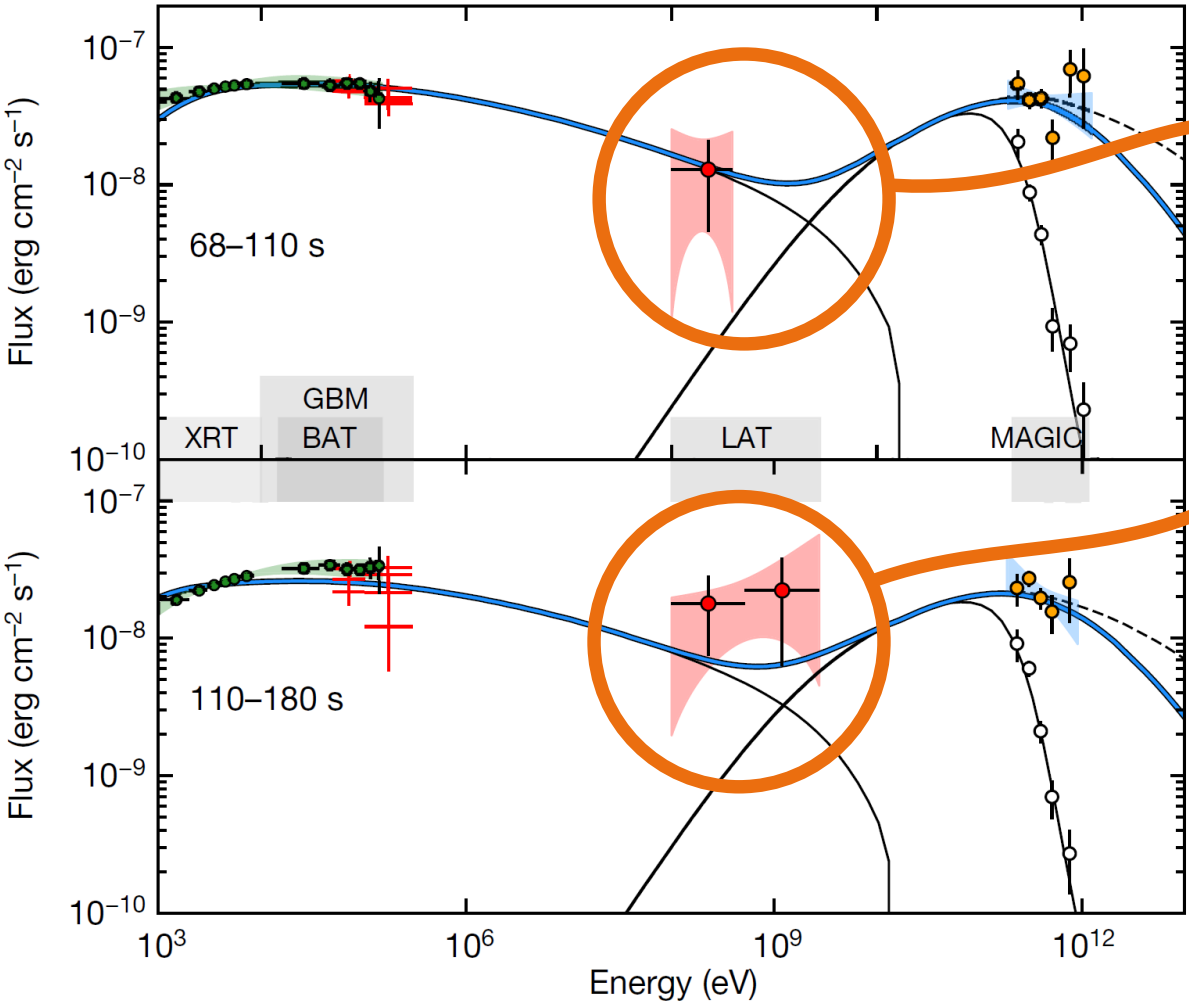 10⁻⁷
10⁻⁸
10⁻⁹
10⁻¹⁰
Flux (erg cm⁻² s⁻¹)
68–110 s
GBM
XRT
BAT
LAT
MAGIC
10⁻⁷
10⁻⁸
10⁻⁹
10⁻¹⁰
Flux (erg cm⁻² s⁻¹)
110–180 s
10³
10⁶
10⁹
10¹²
Energy (eV)